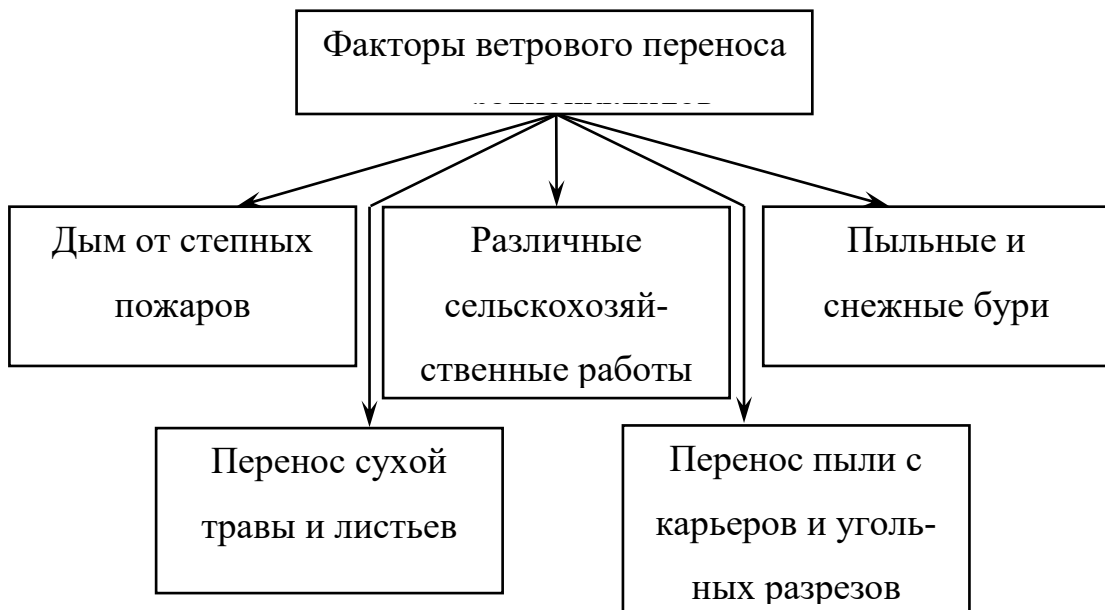 Факторы ветрового переноса
Дым от степных
пожаров
Различные
сельскохозяй-
ственные работы
Пыльные и
снежные бури
Перенос сухой
травы и листьев
Перенос пыли с
карьеров и уголь-
ных разрезов